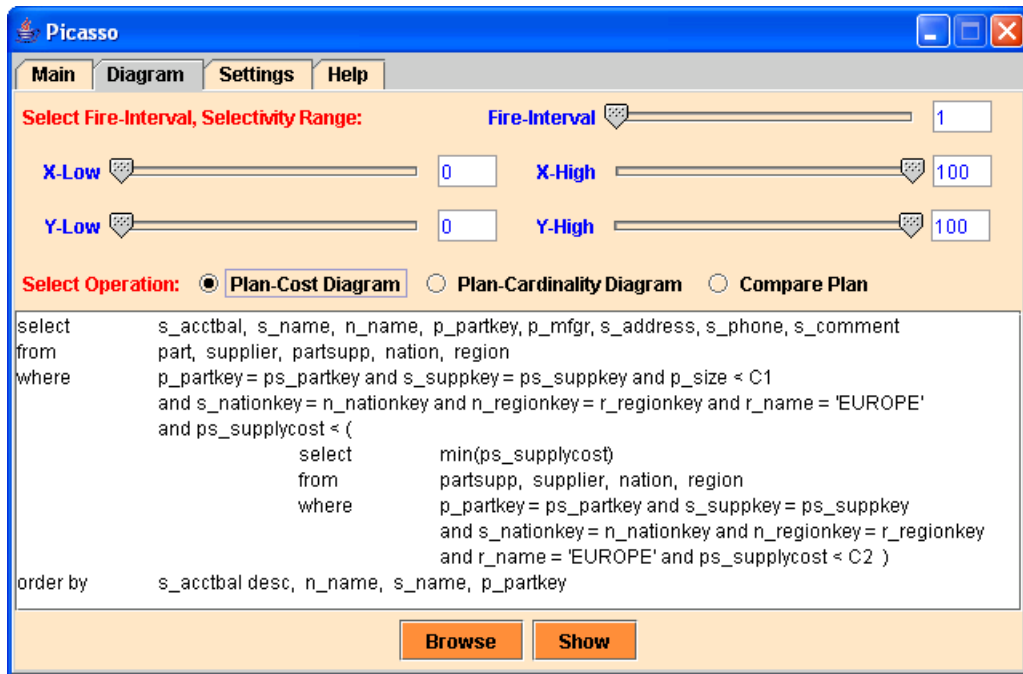 Picasso
Main Diagram Settings Help
Select Fire-Interval, Selectivity Range: Fire-Interval 1
X-Low 0 X-High 100
Y-Low 0 Y-High 100
Select Operation: Plan-Cost Diagram Plan-Cardinality Diagram Compare Plan
select s_acctbal, s_name, n_name, p_partkey, p_mfgr, s_address, s_phone, s_comment
from part, supplier, partsupp, nation, region
where p_partkey = ps_partkey and s_suppkey = ps_suppkey and p_size < C1
and s_nationkey = n_nationkey and n_regionkey = r_regionkey and r_name = 'EUROPE'
and ps_supplycost < (
select min(ps_supplycost)
from partsupp, supplier, nation, region
where p_partkey = ps_partkey and s_suppkey = ps_suppkey
and s_nationkey = n_nationkey and n_regionkey = r_regionkey
and r_name = 'EUROPE' and ps_supplycost < C2 )
order by s_acctbal desc, n_name, s_name, p_partkey
Browse Show